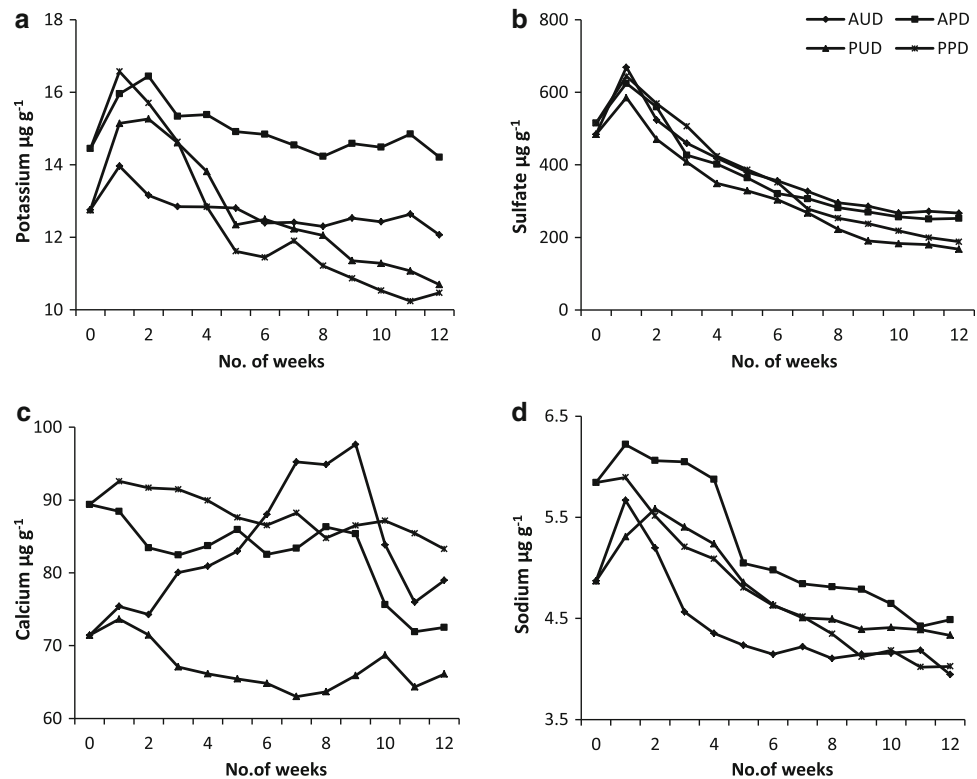 a
18
16
14
12
10
Potassium µg g-1
0 2 4 6 8 10 12
No. of weeks
b
800
600
400
200
0
Sulfate µg g-1
AUD APD
PUD PPD
0 2 4 6 8 10 12
No. of weeks
c
100
90
80
70
60
Calcium µg g-1
0 2 4 6 8 10 12
No.of weeks
d
6.5
5.5
4.5
3.5
Sodium µg g-1
0 2 4 6 8 10 12
No.of weeks